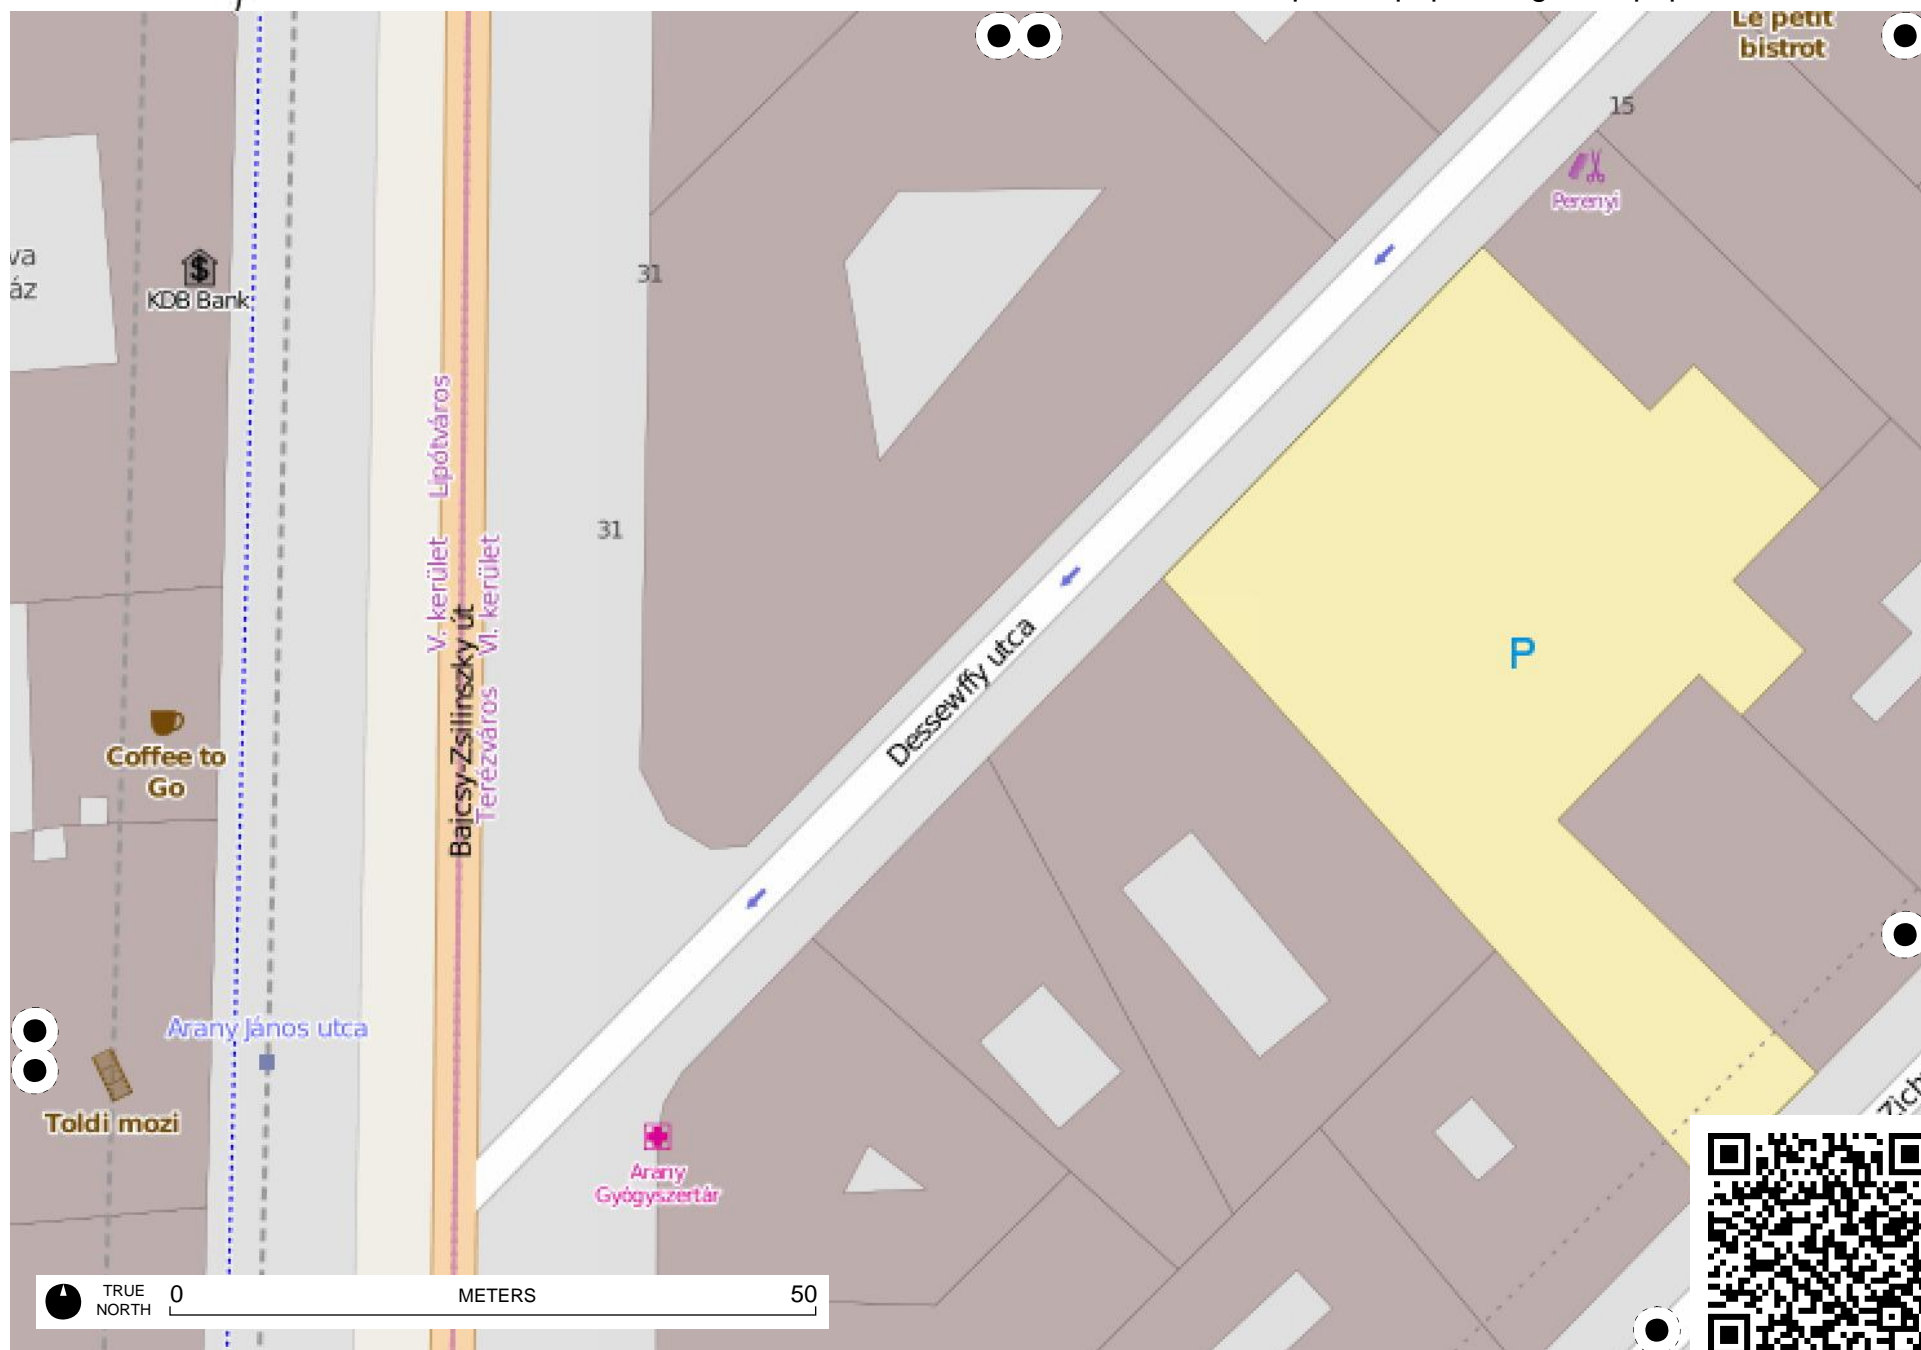 Le petit
bistrot
15
Perenyi
va
áz
KDB Bank
31
31
Lipótváros
V. kerület
VI. kerület
Terézváros
Bajcsy-Zsilinszky út
Dessewffy utca
P
Coffee to
Go
Arany János utca
Toldi mozi
Arany
Gyógyszertár
Zich
TRUE
NORTH
0 METERS 50